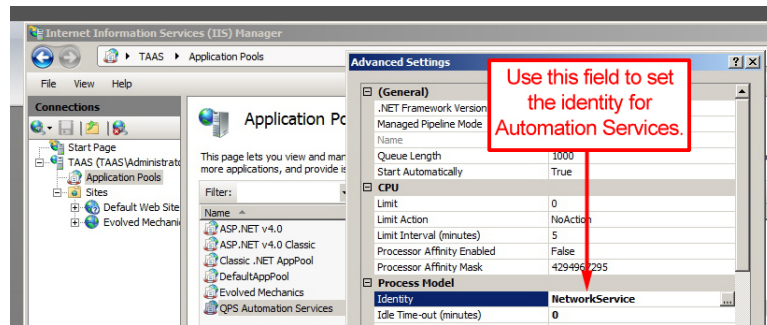 Internet Information Services (IIS) Manager
TAAS Application Pools
File View Help
Connections
Start Page
TAAS (TAAS\Administrato
Application Pools
Sites
Default Web Site
Evolved Mechani
Application Po
This page lets you view and man
more applications, and provide is
Filter:
Name
ASP.NET v4.0
ASP.NET v4.0 Classic
Classic .NET AppPool
DefaultAppPool
Evolved Mechanics
QPS Automation Services
Advanced Settings
Use this field to set
the identity for
Automation Services.
(General)
.NET Framework Version
Managed Pipeline Mode
Name
Queue Length 1000
Start Automatically True
CPU
Limit 0
Limit Action NoAction
Limit Interval (minutes) 5
Processor Affinity Enabled False
Processor Affinity Mask 4294967295
Process Model
Identity NetworkService ...
Idle Time-out (minutes) 0